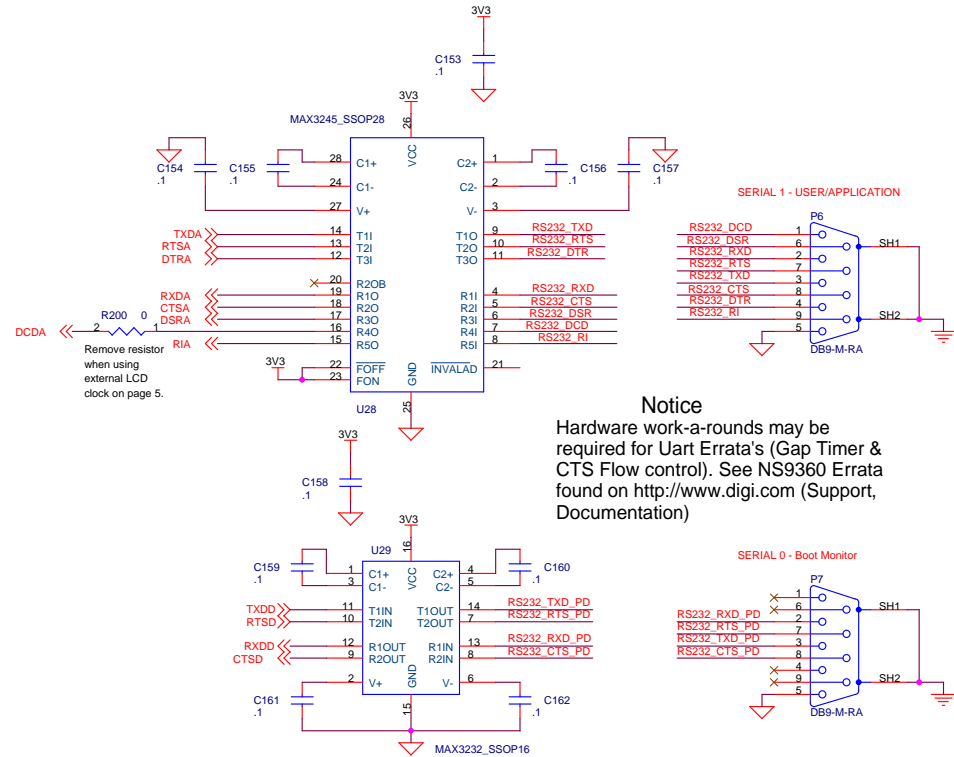 3V3
C153
.1
3V3
MAX3245_SSOP28
26
VCC
C154
.1
C155
.1
28 C1+
24 C1-
27 V+
C2+ 1
C2- 2
V- 3
C156
.1
C157
.1
TXDA 14 T1I
RTSA 13 T2I
DTRA 12 T3I
T1O 9 RS232_TXD
T2O 10 RS232_RTS
T3O 11 RS232_DTR
20 R2OB
RXDA 19 R1O
CTSA 18 R2O
DSRA 17 R3O
DCDA 2 R200 0 1 16 R4O
RIA 15 R5O
R1I 4 RS232_RXD
R2I 5 RS232_CTS
R3I 6 RS232_DSR
R4I 7 RS232_DCD
R5I 8 RS232_RI
Remove resistor
when using
external LCD
clock on page 5.
3V3
22 FOFF
23 FON
INVALAD 21
GND
25
U28
SERIAL 1 - USER/APPLICATION
P6
RS232_DCD 1
RS232_DSR 6
RS232_RXD 2
RS232_RTS 7
RS232_TXD 3
RS232_CTS 8
RS232_DTR 4
RS232_RI 9
5
SH1
SH2
DB9-M-RA
Notice
Hardware work-a-rounds may be
required for Uart Errata's (Gap Timer &
CTS Flow control). See NS9360 Errata
found on http://www.digi.com (Support,
Documentation)
3V3
C158
.1
3V3
U29
16
VCC
C159
.1
1 C1+
3 C1-
C2+ 4
C2- 5
C160
.1
TXDD 11 T1IN
RTSD 10 T2IN
T1OUT 14 RS232_TXD_PD
T2OUT 7 RS232_RTS_PD
RXDD 12 R1OUT
CTSD 9 R2OUT
R1IN 13 RS232_RXD_PD
R2IN 8 RS232_CTS_PD
2 V+
V- 6
GND
15
C161
.1
C162
.1
MAX3232_SSOP16
SERIAL 0 - Boot Monitor
P7
1
6
RS232_RXD_PD 2
RS232_RTS_PD 7
RS232_TXD_PD 3
RS232_CTS_PD 8
4
9
5
SH1
SH2
DB9-M-RA